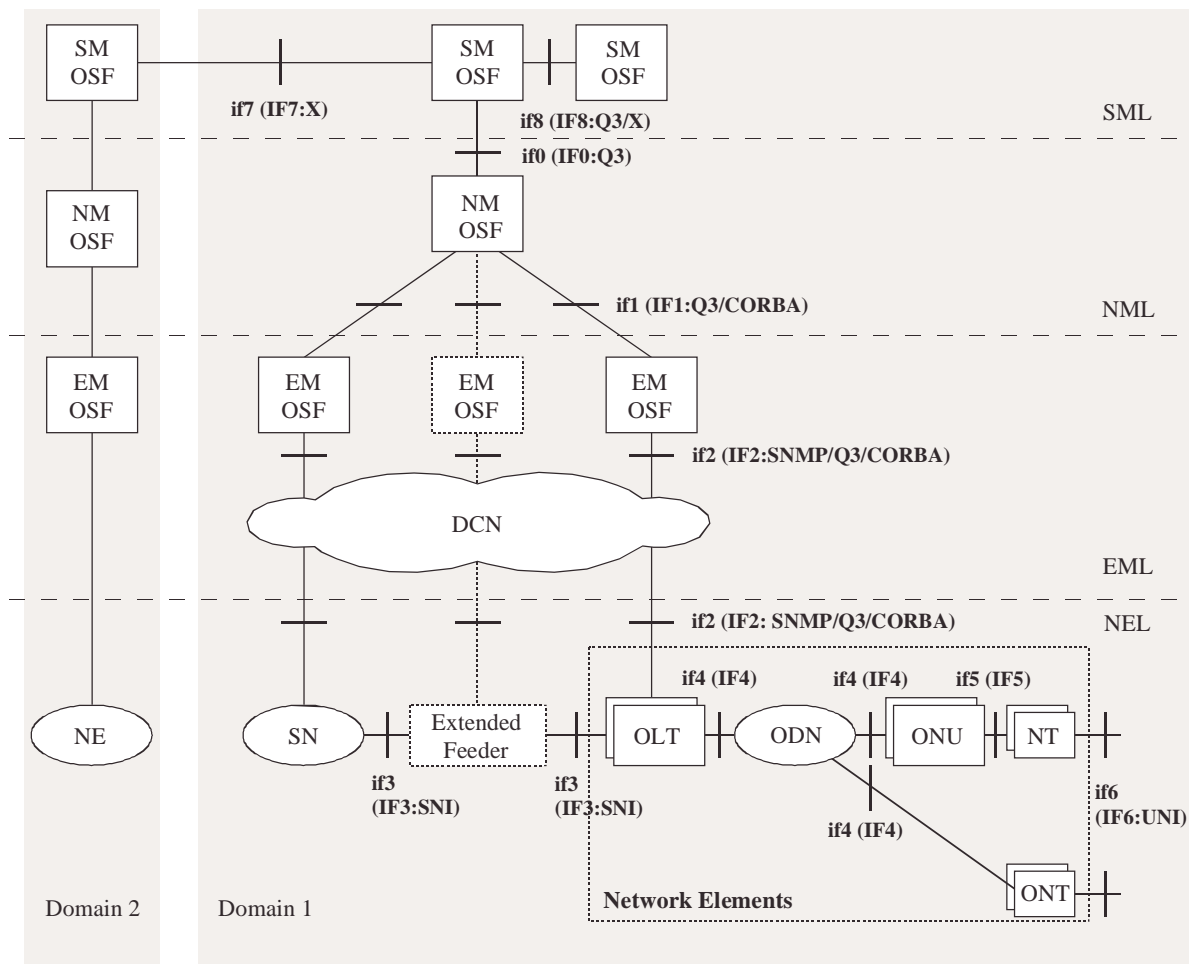 SM
OSF
SM
OSF
SM
OSF
if7 (IF7:X)
if8 (IF8:Q3/X)
SML
if0 (IF0:Q3)
NM
OSF
NM
OSF
if1 (IF1:Q3/CORBA)
NML
EM
OSF
EM
OSF
EM
OSF
EM
OSF
if2 (IF2:SNMP/Q3/CORBA)
DCN
EML
if2 (IF2: SNMP/Q3/CORBA)
NEL
if4 (IF4)
if4 (IF4)
if5 (IF5)
NE
SN
Extended
Feeder
OLT
ODN
ONU
NT
if3
(IF3:SNI)
if3
(IF3:SNI)
if6
(IF6:UNI)
if4 (IF4)
ONT
Network Elements
Domain 2
Domain 1